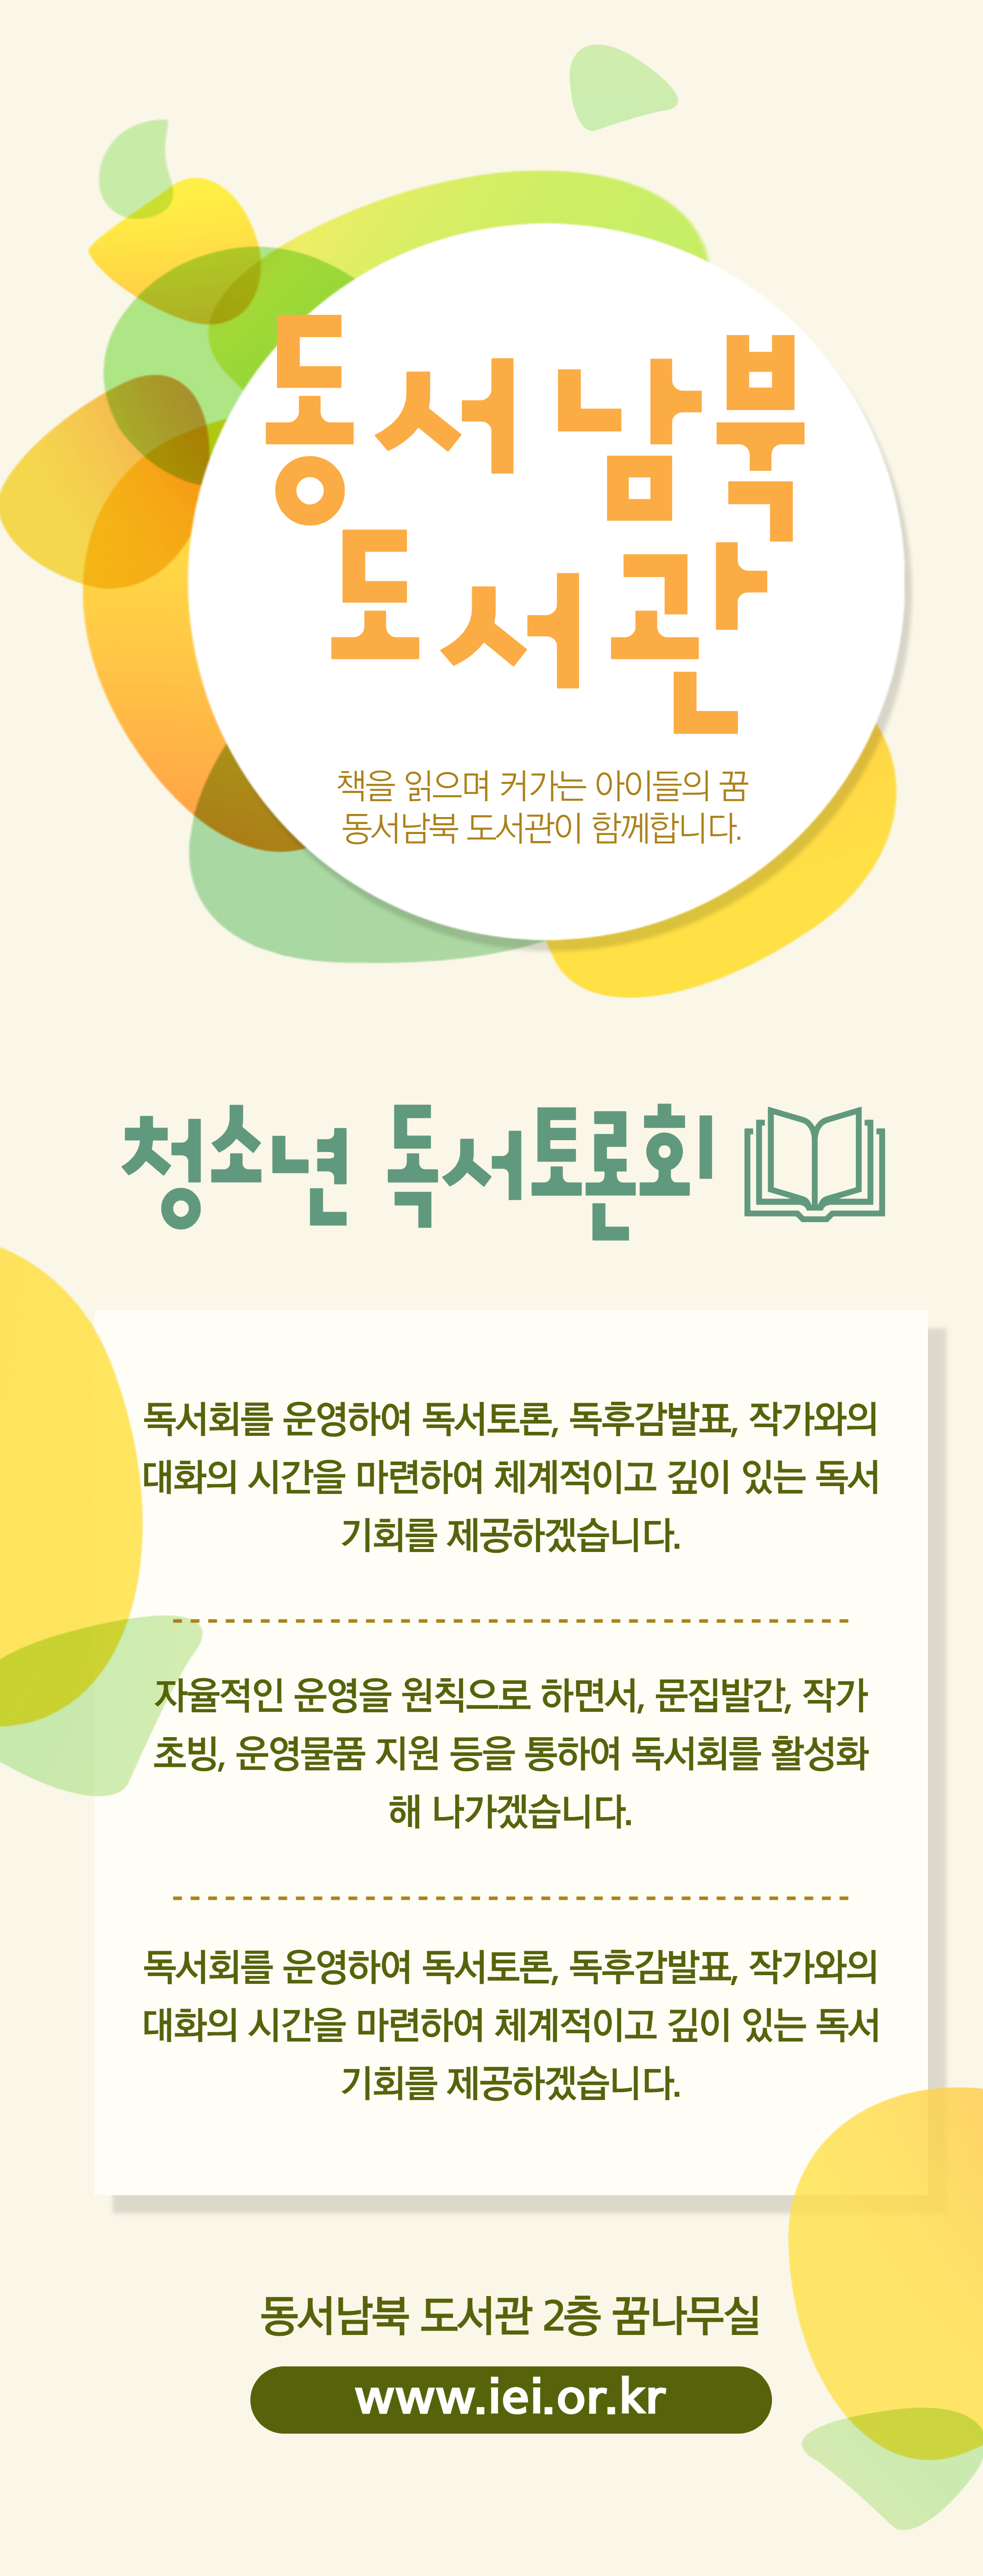 동서남북
도서관
책을 읽으며 커가는 아이들의 꿈
동서남북 도서관이 함께합니다.
청소년 독서토론회
독서회를 운영하여 독서토론, 독후감발표, 작가와의
대화의 시간을 마련하여 체계적이고 깊이 있는 독서
기회를 제공하겠습니다.
자율적인 운영을 원칙으로 하면서, 문집발간, 작가
초빙, 운영물품 지원 등을 통하여 독서회를 활성화
해 나가겠습니다.
독서회를 운영하여 독서토론, 독후감발표, 작가와의
대화의 시간을 마련하여 체계적이고 깊이 있는 독서
기회를 제공하겠습니다.
동서남북 도서관 2층 꿈나무실
www.iei.or.kr